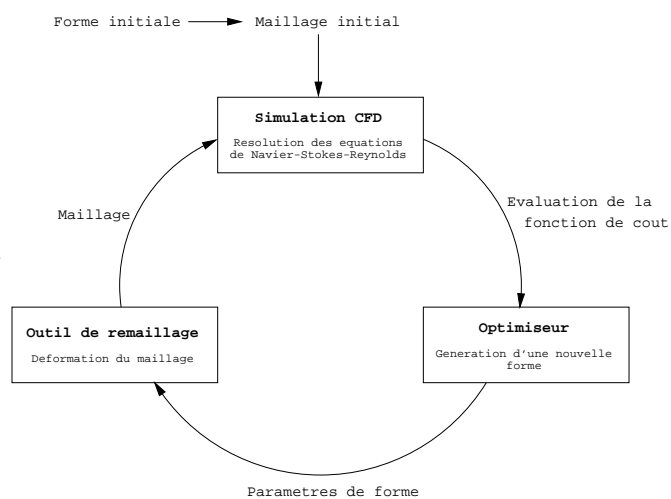 Forme initiale
Maillage initial
Simulation CFD
Resolution des equations
de Navier-Stokes-Reynolds
Evaluation de la
fonction de cout
Maillage
Outil de remaillage
Deformation du maillage
Optimiseur
Generation d'une nouvelle
forme
Parametres de forme